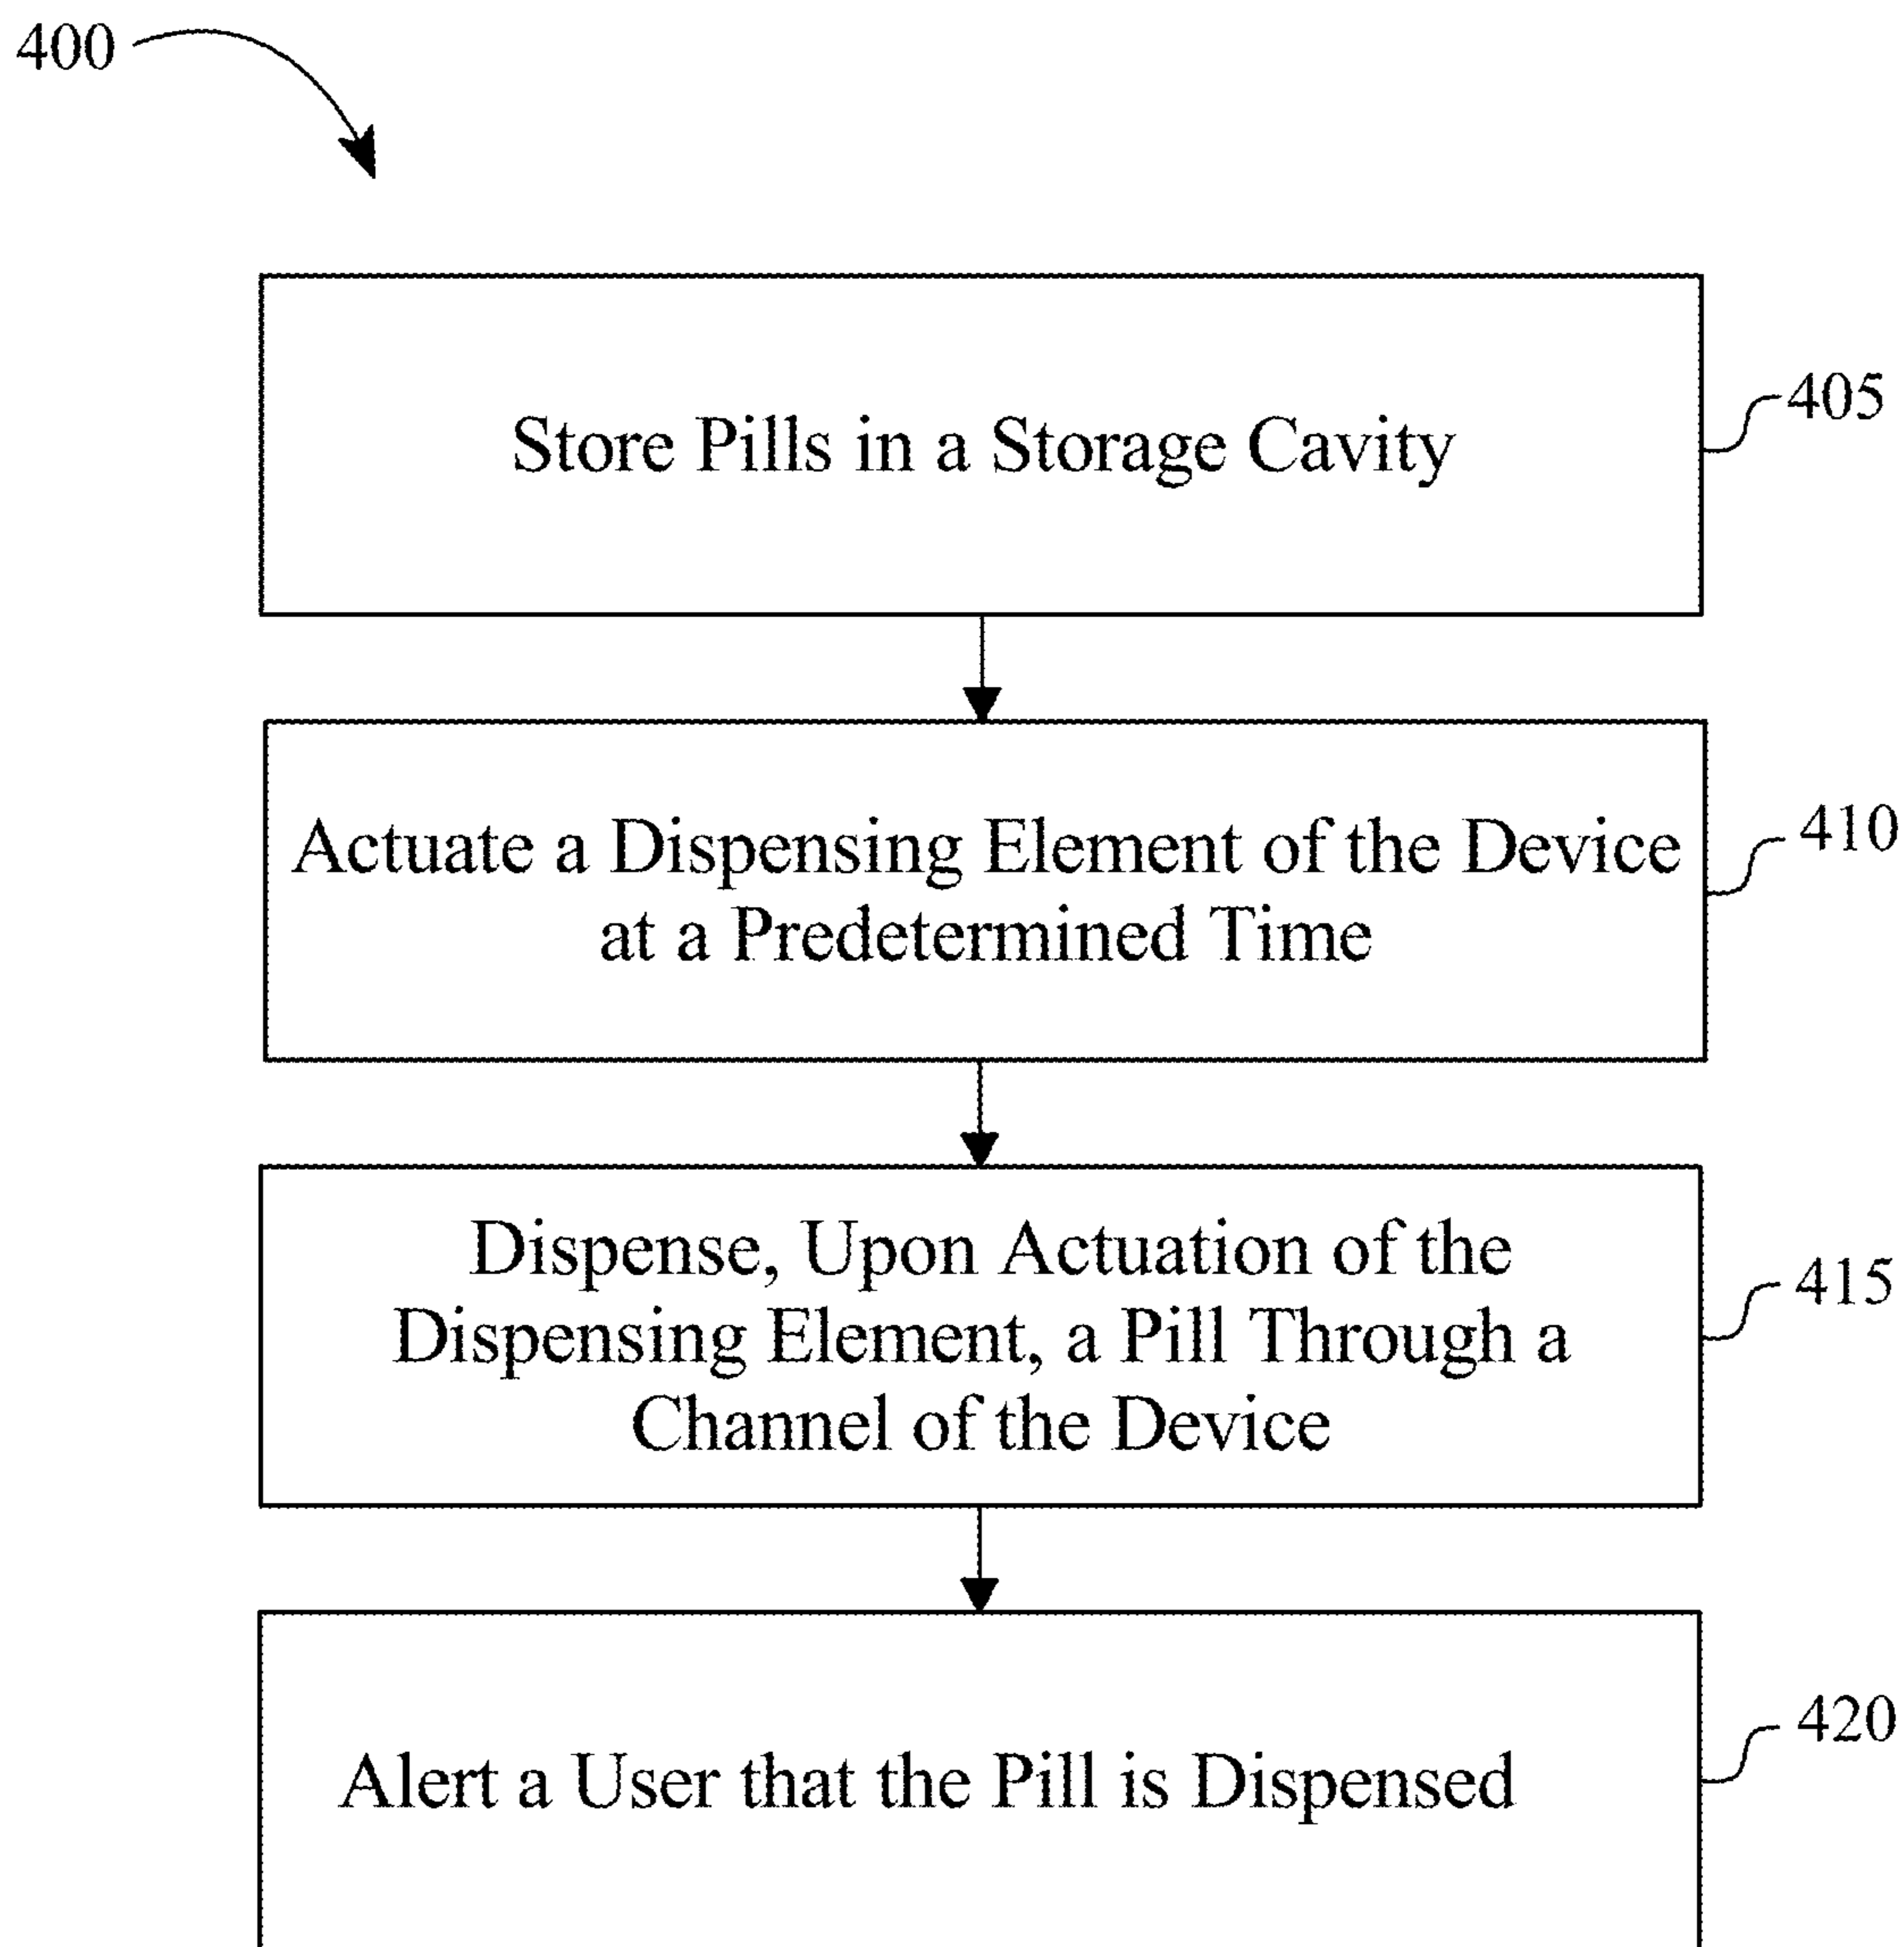 400
Store Pills in a Storage Cavity
405
Actuate a Dispensing Element of the Device
at a Predetermined Time
410
Dispense, Upon Actuation of the
Dispensing Element, a Pill Through a
Channel of the Device
415
Alert a User that the Pill is Dispensed
420